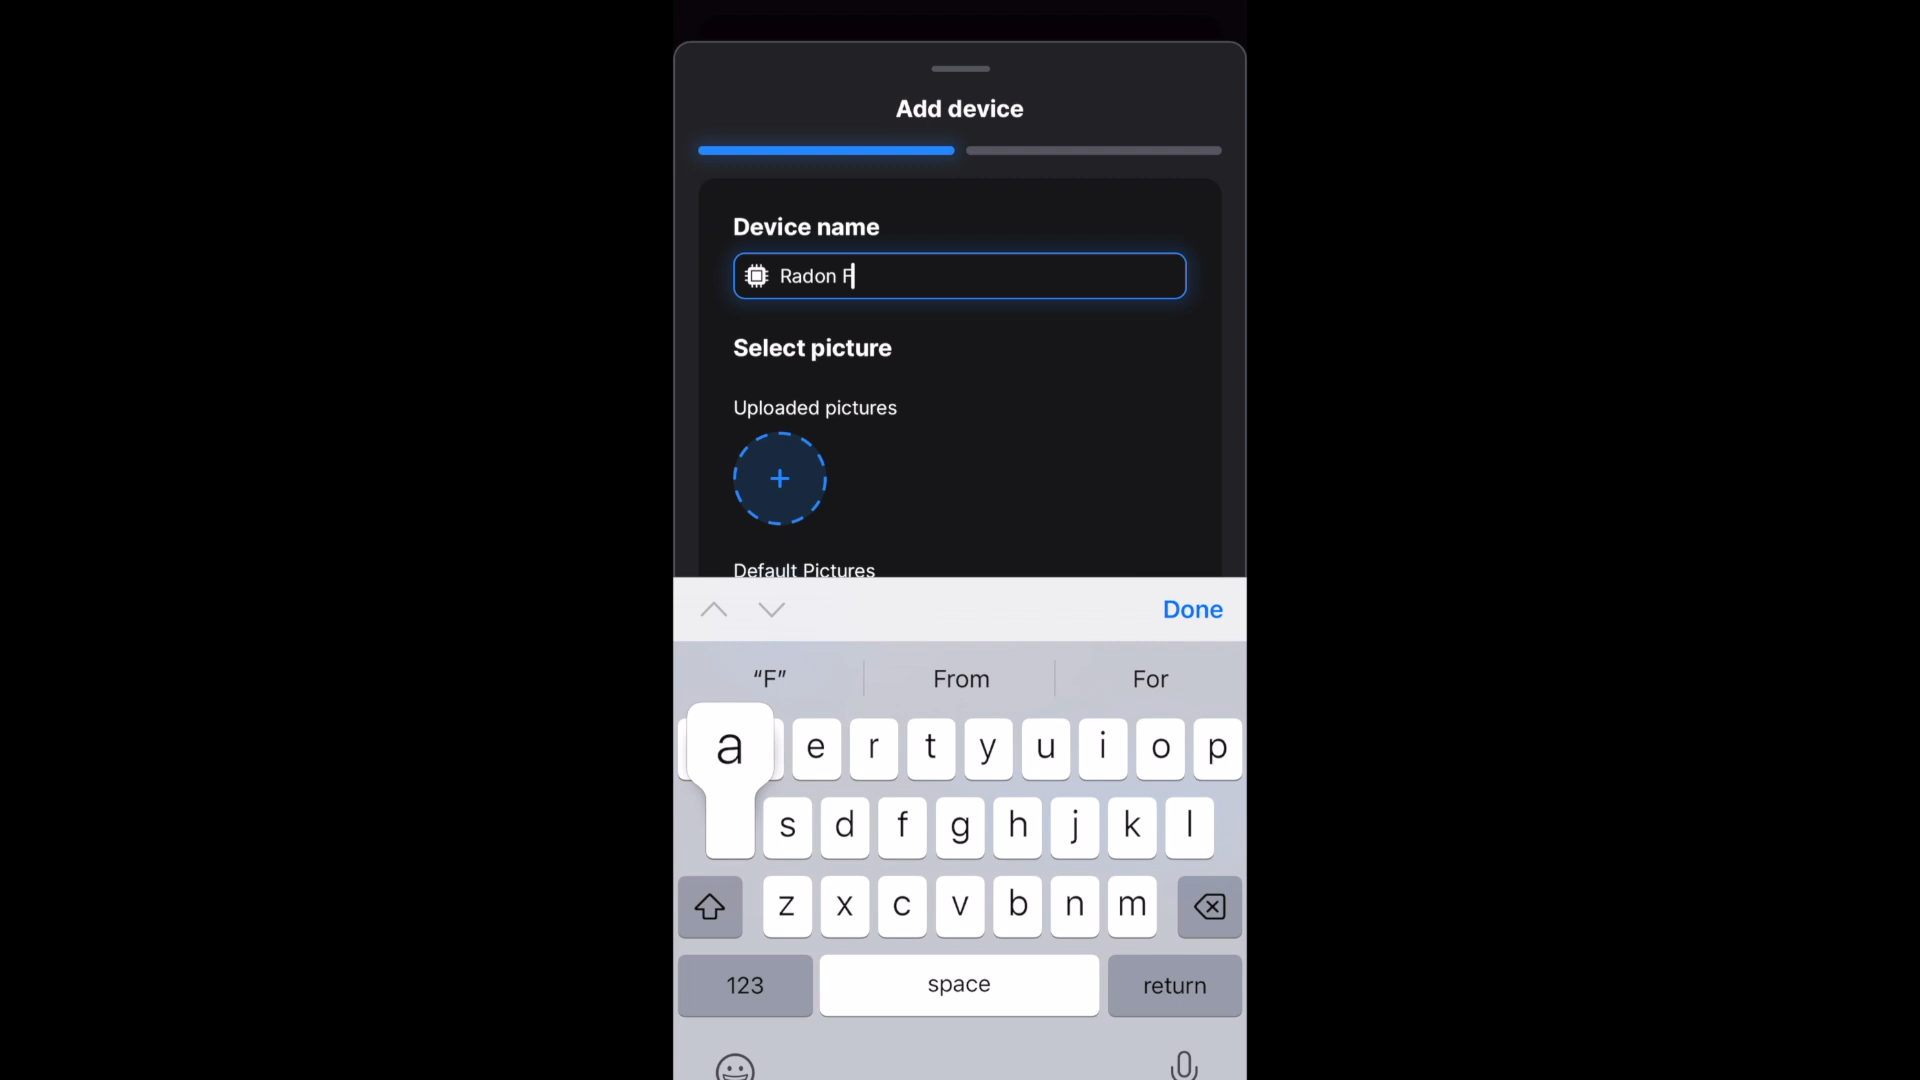 Add device
Device name
Radon F
Select picture
Uploaded pictures
+
Default Pictures
Done
“F” From For
a e r t y u i o p
s d f g h j k l
z x c v b n m
123 space return